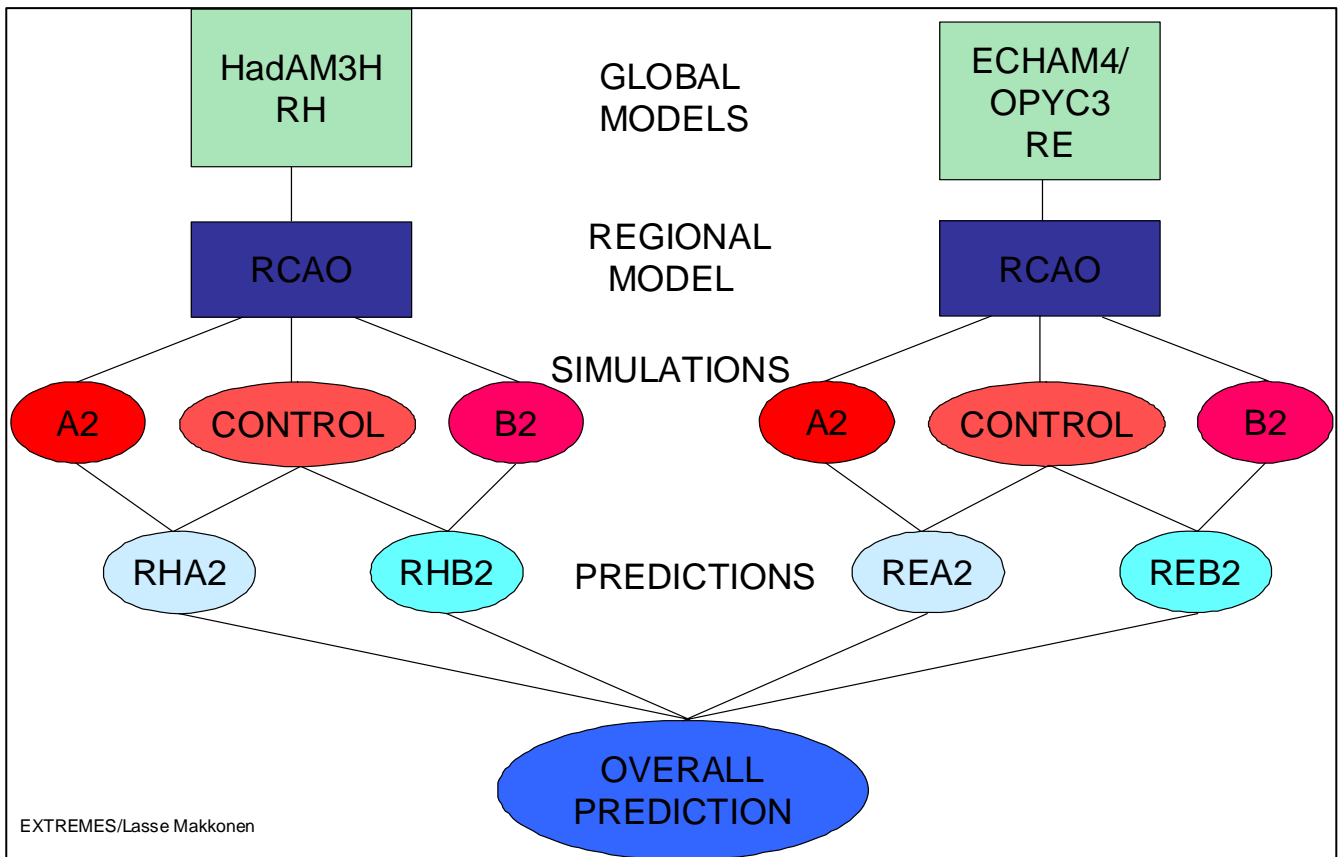 HadAM3H
RH
GLOBAL
MODELS
ECHAM4/
OPYC3
RE
RCAO
REGIONAL
MODEL
RCAO
SIMULATIONS
A2
CONTROL
B2
A2
CONTROL
B2
RHA2
RHB2
PREDICTIONS
REA2
REB2
OVERALL
PREDICTION
EXTREMES/Lasse Makkonen